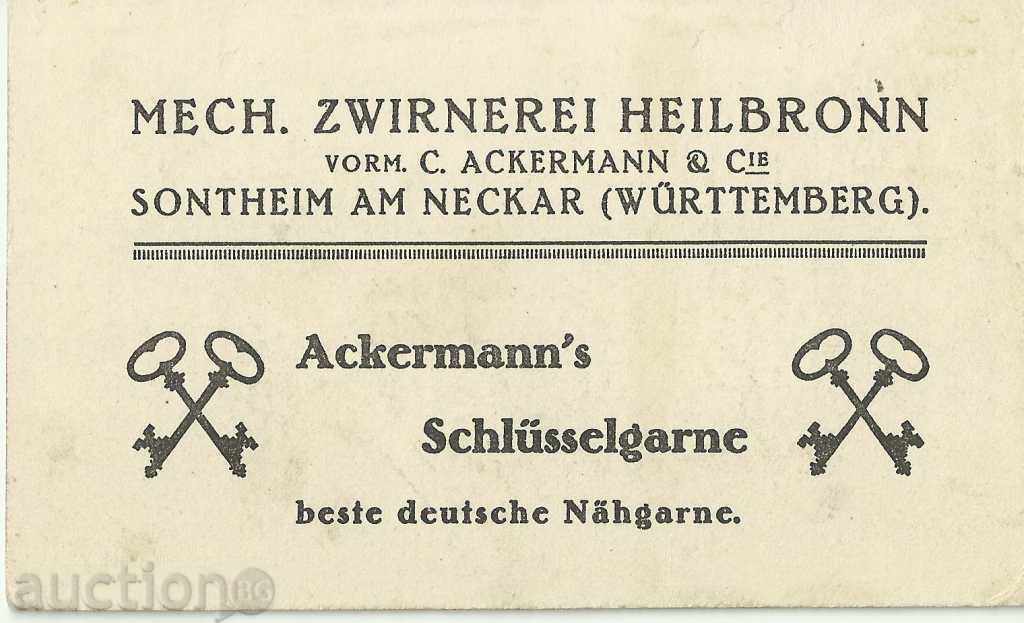 MECH. ZWIRNEREI HEILBRONN
VORM. C. ACKERMANN & CIE
SONTHEIM AM NECKAR (WÜRTTEMBERG).
Ackermann's
Schlüsselgarne
beste deutsche Nähgarne.
auction BG